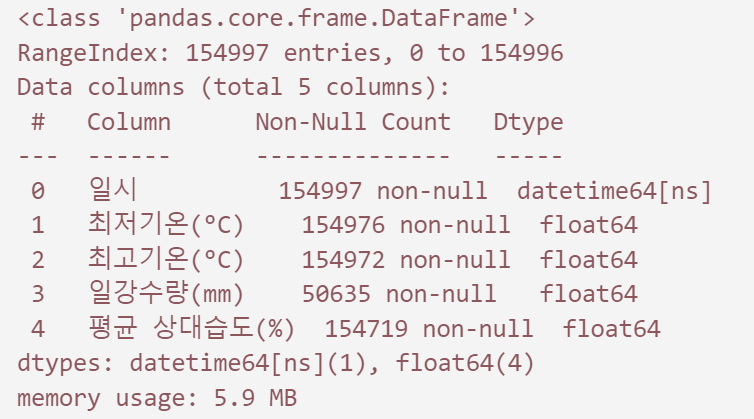 <class 'pandas.core.frame.DataFrame'>
RangeIndex: 154997 entries, 0 to 154996
Data columns (total 5 columns):
 #   Column      Non-Null Count   Dtype
---  ------      --------------   -----
 0   일시          154997 non-null  datetime64[ns]
 1   최저기온(°C)    154976 non-null  float64
 2   최고기온(°C)    154972 non-null  float64
 3   일강수량(mm)    50635 non-null   float64
 4   평균 상대습도(%)  154719 non-null  float64
dtypes: datetime64[ns](1), float64(4)
memory usage: 5.9 MB